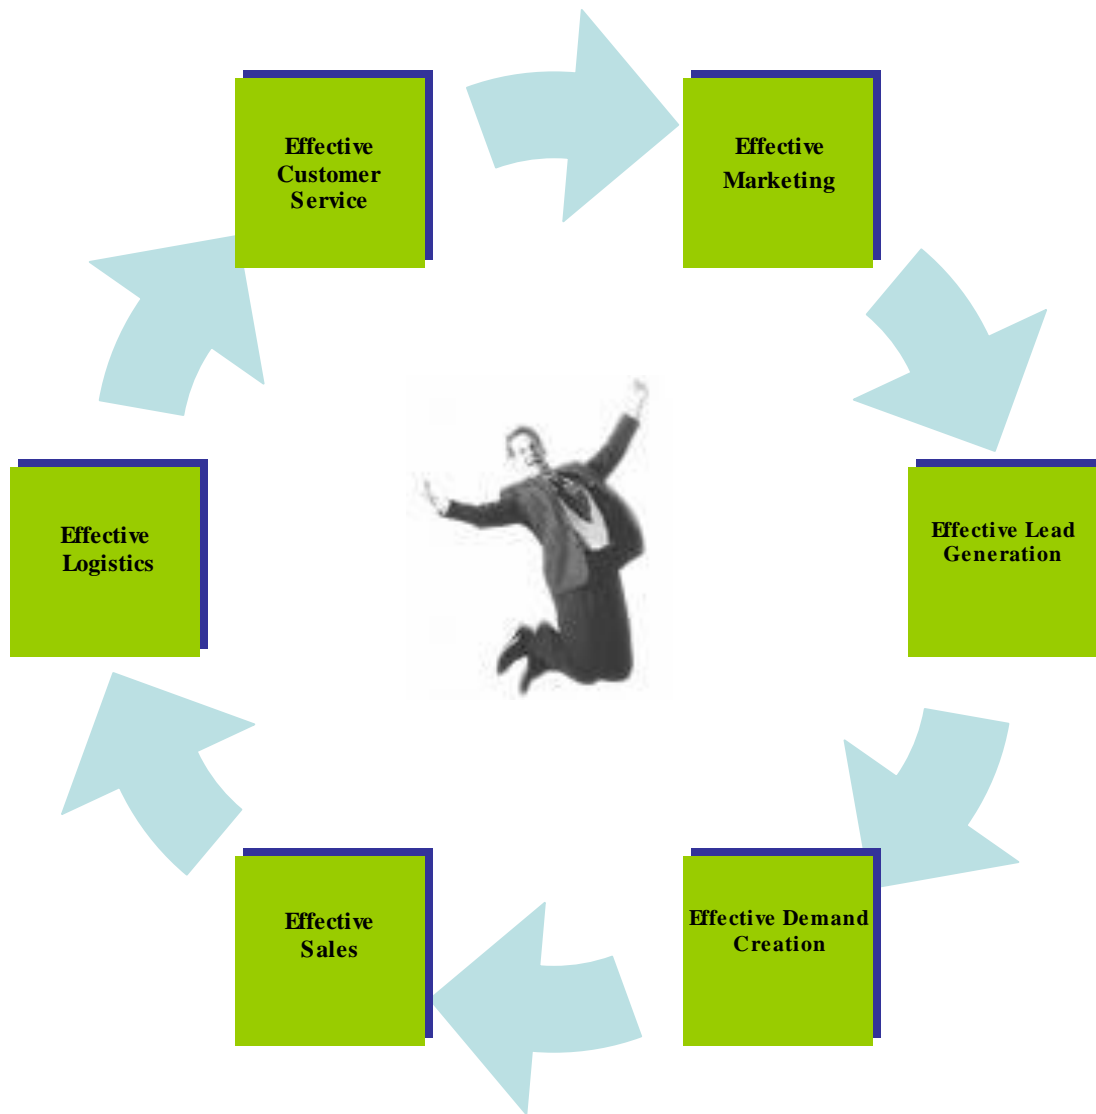 Effective
Customer
Service
Effective
Marketing
Effective Lead
Generation
Effective Demand
Creation
Effective
Sales
Effective
Logistics